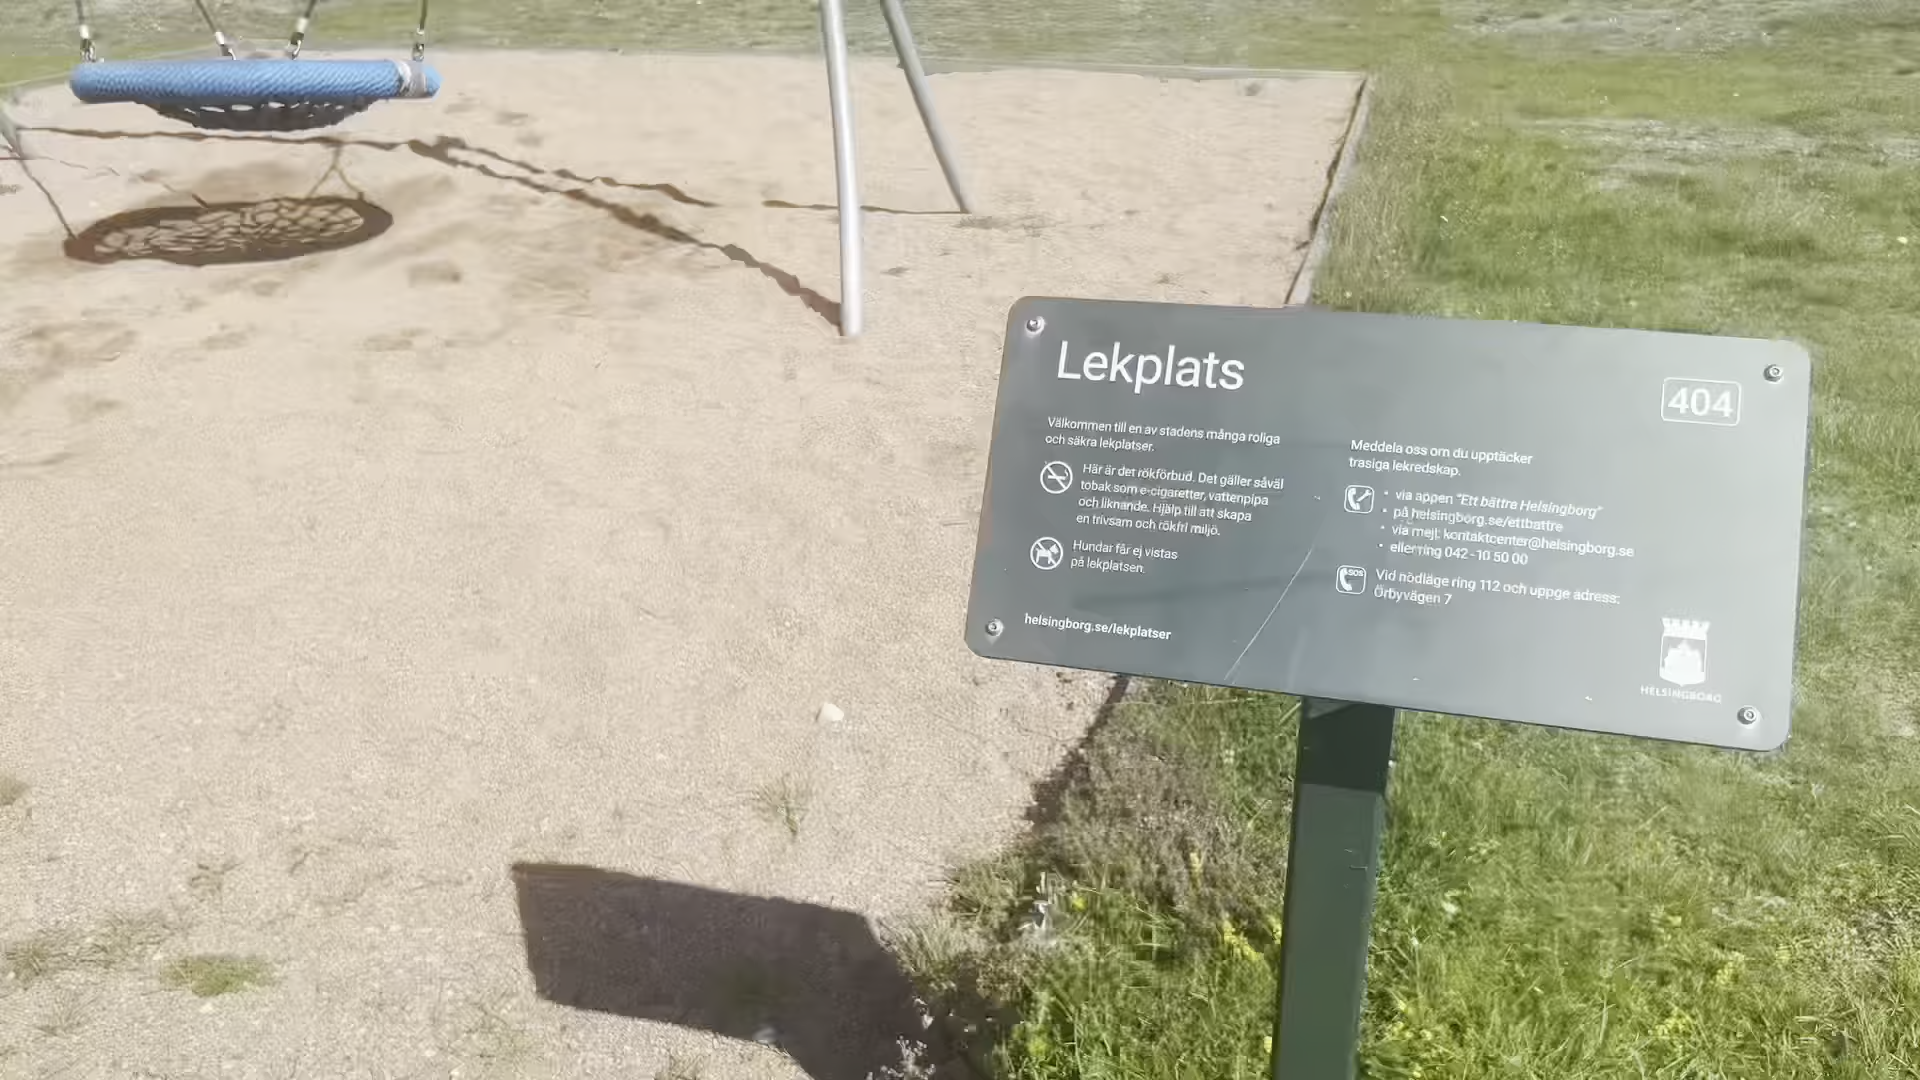 Lekplats
404
Välkommen till en av stadens många roliga
och säkra lekplatser.
Här är det rökförbud. Det gäller såväl
tobak som e-cigaretter, vattenpipa
och liknande. Hjälp till att skapa
en trivsam och rökfri miljö.
Hundar får ej vistas
på lekplatsen.
helsingborg.se/lekplatser
Meddela oss om du upptäcker
trasiga lekredskap.
• via appen "Ett bättre Helsingborg"
• på helsingborg.se/ettbattre
• via mejl: kontaktcenter@helsingborg.se
• eller ring 042-10 50 00
SOS
Vid nödläge ring 112 och uppge adress:
Örbyvägen 7
HELSINGBORG